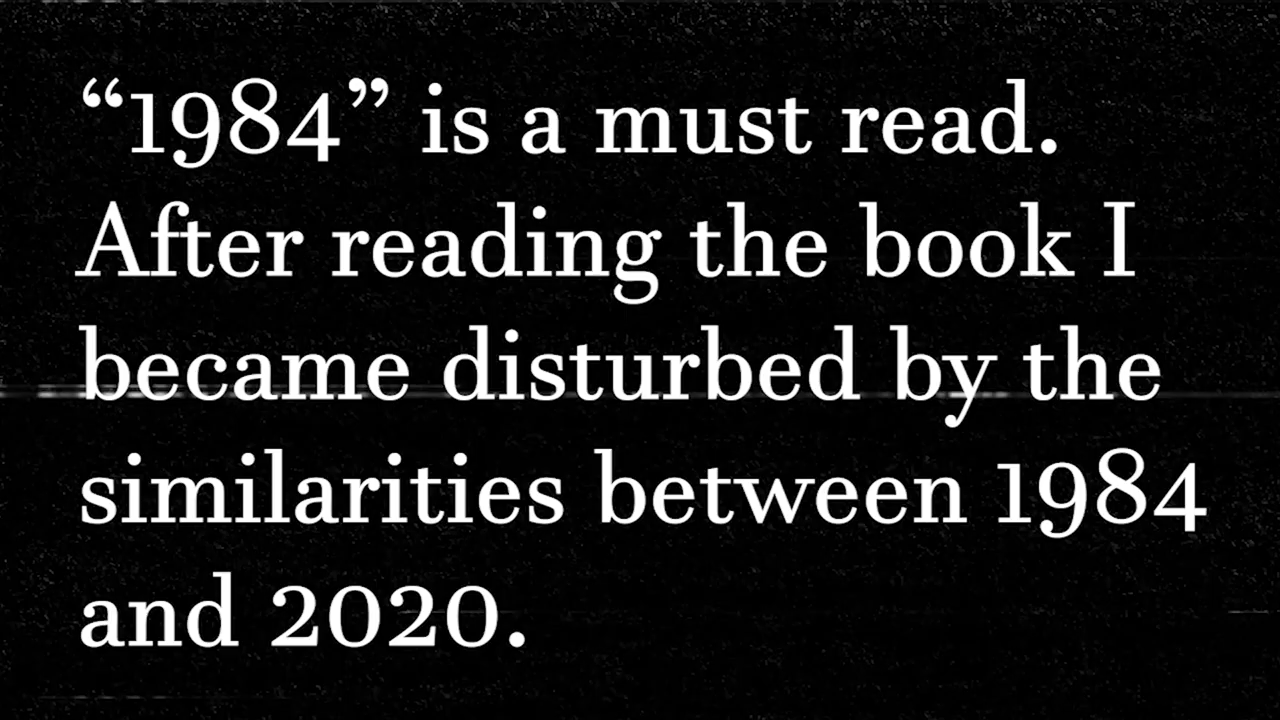 “1984” is a must read.
After reading the book I
became disturbed by the
similarities between 1984
and 2020.